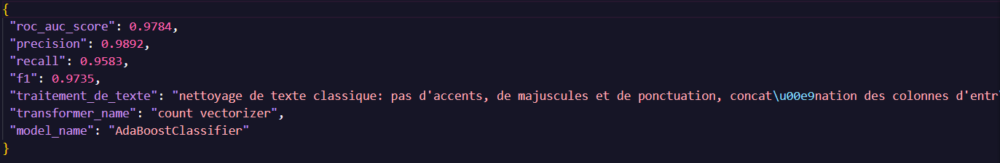 {
"roc_auc_score": 0.9784,
"precision": 0.9892,
"recall": 0.9583,
"f1": 0.9735,
"traitement_de_texte": "nettoyage de texte classique: pas d'accents, de majuscules et de ponctuation, concat\u00e9nation des colonnes d'entr
"transformer_name": "count vectorizer",
"model_name": "AdaBoostClassifier"
}